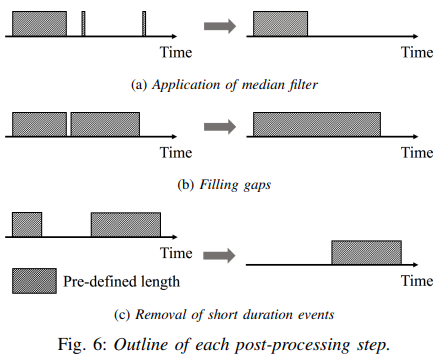 Time
Time
(a) Application of median filter
Time
Time
(b) Filling gaps
Time
Pre-defined length
Time
(c) Removal of short duration events
Fig. 6: Outline of each post-processing step.